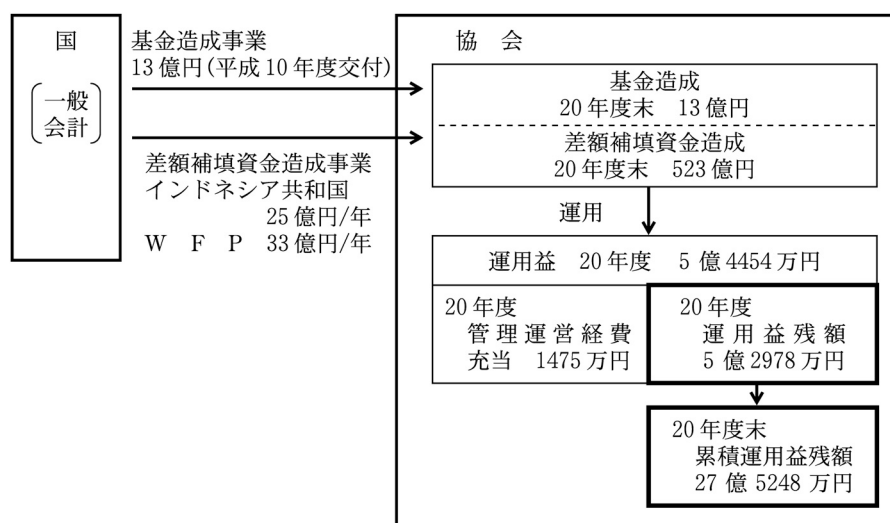 国
一般
会計
基金造成事業
13億円(平成10年度交付)
差額補填資金造成事業
インドネシア共和国
25億円/年
W F P 33億円/年
協 会
基金造成
20年度末 13億円
差額補填資金造成
20年度末 523億円
運用
運用益 20年度 5億4454万円
20年度
管理運営経費
充当 1475万円
20年度
運用益残額
5億2978万円
20年度末
累積運用益残額
27億5248万円